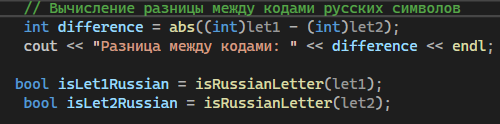 // Вычисление разницы между кодами русских символов
int difference = abs((int)let1 - (int)let2);
cout << "Разница между кодами: " << difference << endl;
bool isLet1Russian = isRussianLetter(let1);
bool isLet2Russian = isRussianLetter(let2);